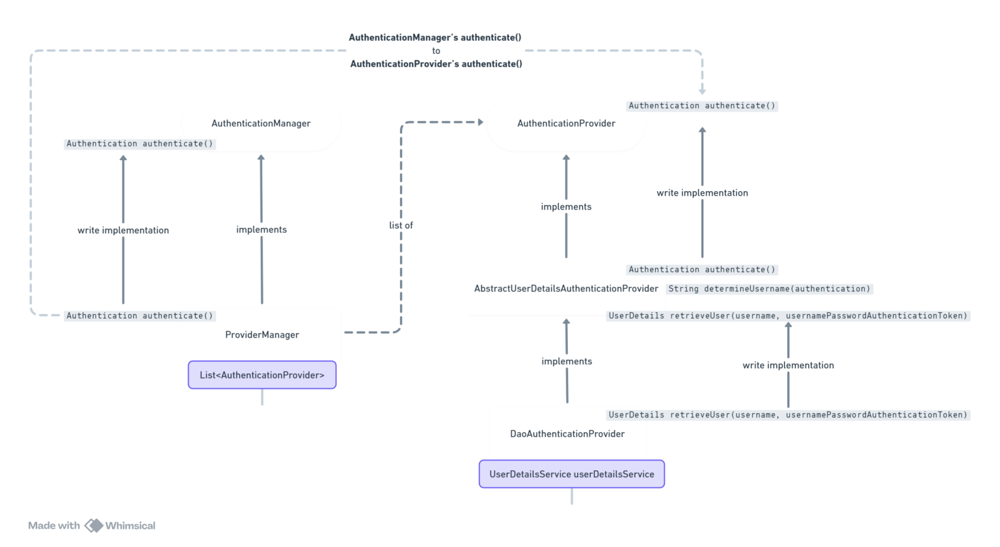 AuthenticationManager's authenticate()
to
AuthenticationProvider's authenticate()
Authentication authenticate()
AuthenticationManager
AuthenticationProvider
Authentication authenticate()
write implementation
implements
list of
implements
write implementation
Authentication authenticate()
AbstractUserDetailsAuthenticationProvider
String determineUsername(authentication)
UserDetails retrieveUser(username, usernamePasswordAuthenticationToken)
Authentication authenticate()
ProviderManager
List<AuthenticationProvider>
implements
write implementation
UserDetails retrieveUser(username, usernamePasswordAuthenticationToken)
DaoAuthenticationProvider
UserDetailsService userDetailsService
Made with Whimsical